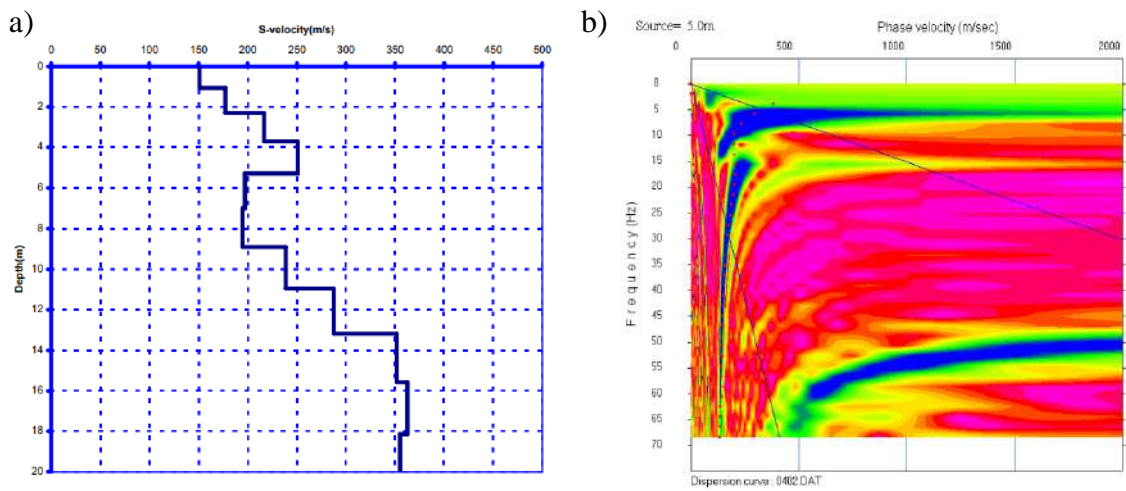 a)
S-velocity(m/s)
0 50 100 150 200 250 300 350 400 450 500
0
2
4
6
8
10
12
14
16
18
20
Depth(m)
b)
Source= 5.0m
Phase velocity (m/sec)
0 500 1000 1500 2000
0
5
10
15
20
25
30
35
40
45
50
55
60
65
70
Frequency (Hz)
Dispersion curve : 0402.DAT